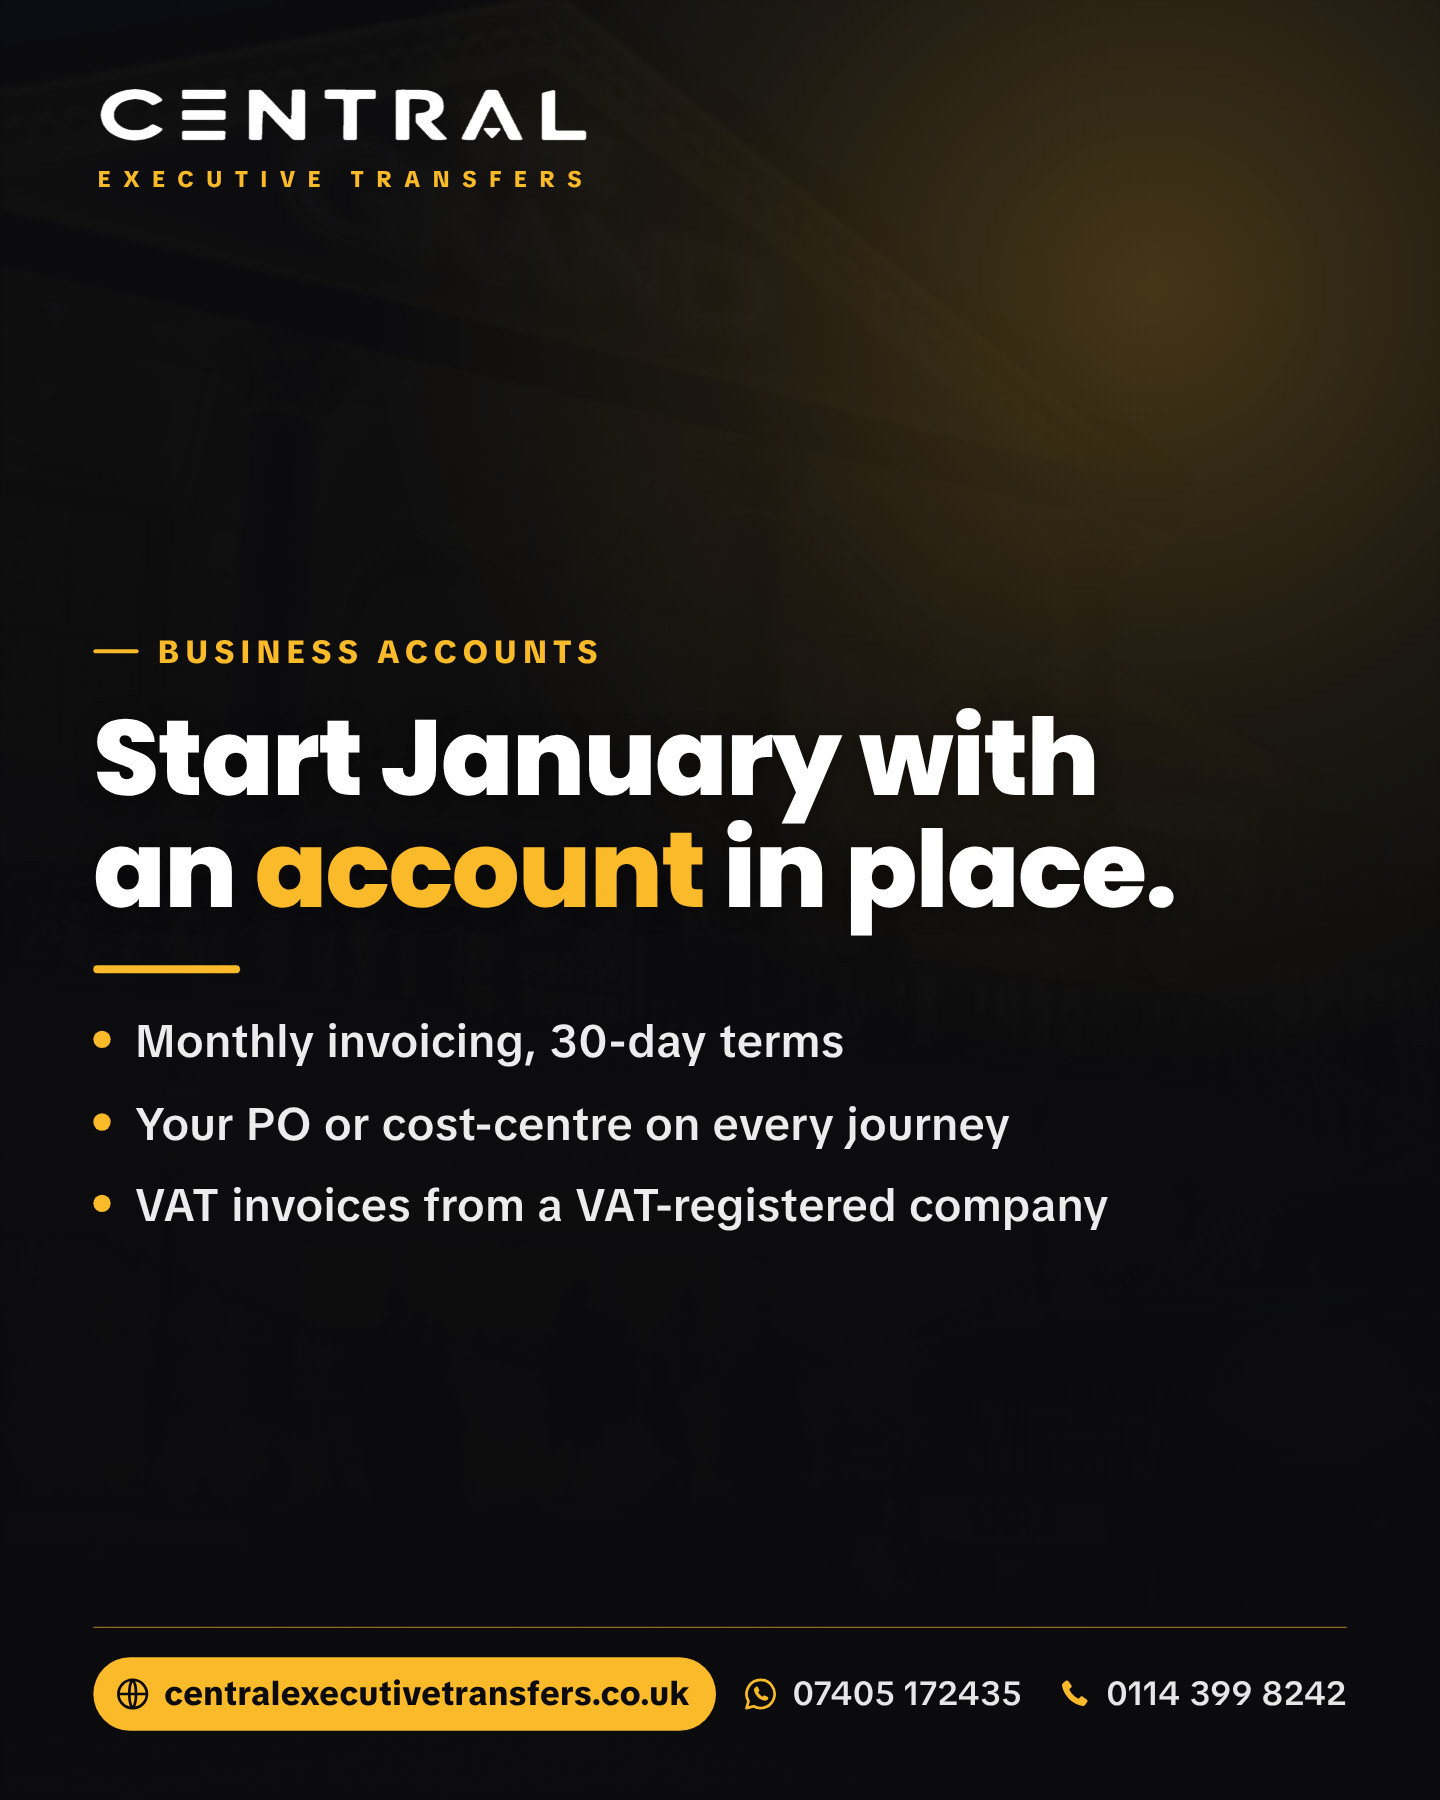 CENTRAL
EXECUTIVE TRANSFERS
GRAND
BUSINESS ACCOUNTS
Start January with
an account in place.
Monthly invoicing, 30-day terms
Your PO or cost-centre on every journey
VAT invoices from a VAT-registered company
centralexecutivetransfers.co.uk
07405 172435
0114 399 8242